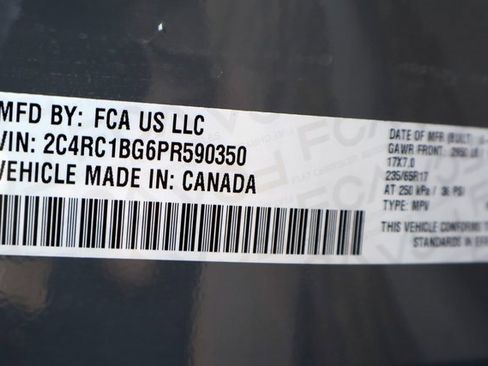 MFD BY: FCA US LLC
VIN: 2C4RC1BG6PR590350
VEHICLE MADE IN: CANADA
DATE OF MFR (BUILT)
GAWR FRONT:
17X7.0
235/65R17
AT 250 kPa / 36 PSI
TYPE: MPV
THIS VEHICLE CONFORMS
STANDARDS IN